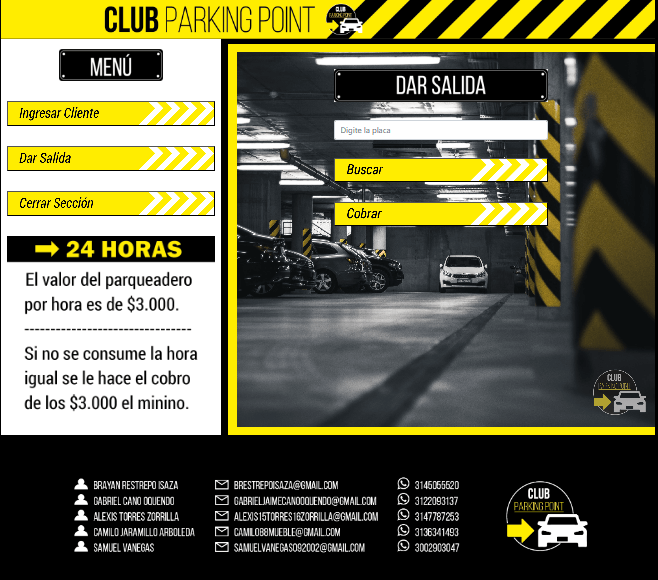 CLUB PARKING POINT
CLUB
PARKING POINT
MENÚ
Ingresar Cliente
Dar Salida
Cerrar Sección
24 HORAS
El valor del parqueadero
por hora es de $3.000.
--------------------------------
Si no se consume la hora
igual se le hace el cobro
de los $3.000 el minino.
DAR SALIDA
Digite la placa
Buscar
Cobrar
CLUB
PARKING POINT
BRAYAN RESTREPO ISAZA BRESTREPOISAZA@GMAIL.COM 3145055520
GABRIEL CANO OQUENDO GABRIELJAIMECANOOQUENDO@GMAIL.COM 3122093137
ALEXIS TORRES ZORRILLA ALEXIS15TORRES16ZORRILLA@GMAIL.COM 3147787253
CAMILO JARAMILLO ARBOLEDA CAMILO88MUEBLE@GMAIL.COM 3136341493
SAMUEL VANEGAS SAMUELVANEGAS092002@GMAIL.COM 3002903047
CLUB
PARKING POINT